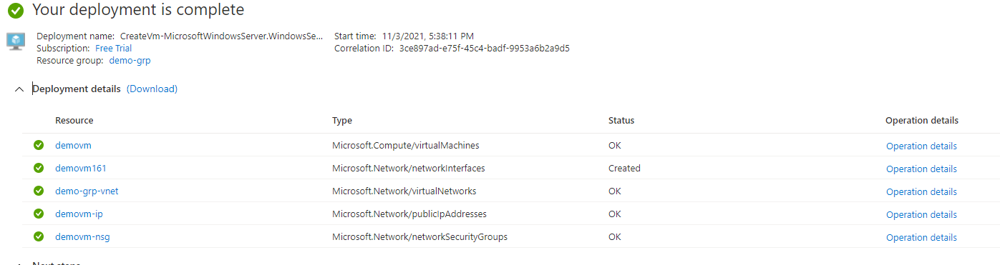 Your deployment is complete
Deployment name: CreateVm-MicrosoftWindowsServer.WindowsSe... Start time: 11/3/2021, 5:38:11 PM
Subscription: Free Trial Correlation ID: 3ce897ad-e75f-45c4-badf-9953a6b2a9d5
Resource group: demo-grp
Deployment details (Download)
Resource Type Status Operation details
demovm Microsoft.Compute/virtualMachines OK Operation details
demovm161 Microsoft.Network/networkInterfaces Created Operation details
demo-grp-vnet Microsoft.Network/virtualNetworks OK Operation details
demovm-ip Microsoft.Network/publicIpAddresses OK Operation details
demovm-nsg Microsoft.Network/networkSecurityGroups OK Operation details
Next steps